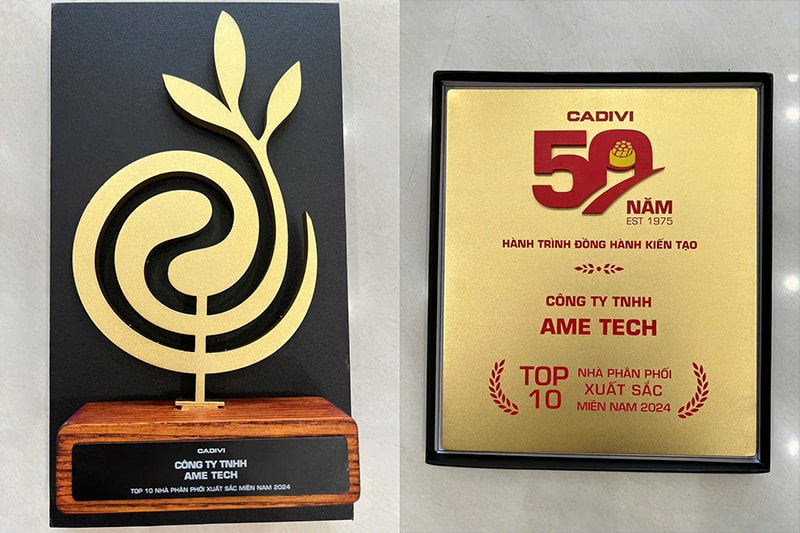 CADIVI
CÔNG TY TNHH
AME TECH
TOP 10 NHÀ PHÂN PHỐI XUẤT SẮC MIỀN NAM 2024
CADIVI
50
NĂM
EST 1975
HÀNH TRÌNH ĐỒNG HÀNH KIẾN TẠO
CÔNG TY TNHH
AME TECH
TOP
10
NHÀ PHÂN PHỐI
XUẤT SẮC
MIỀN NAM 2024